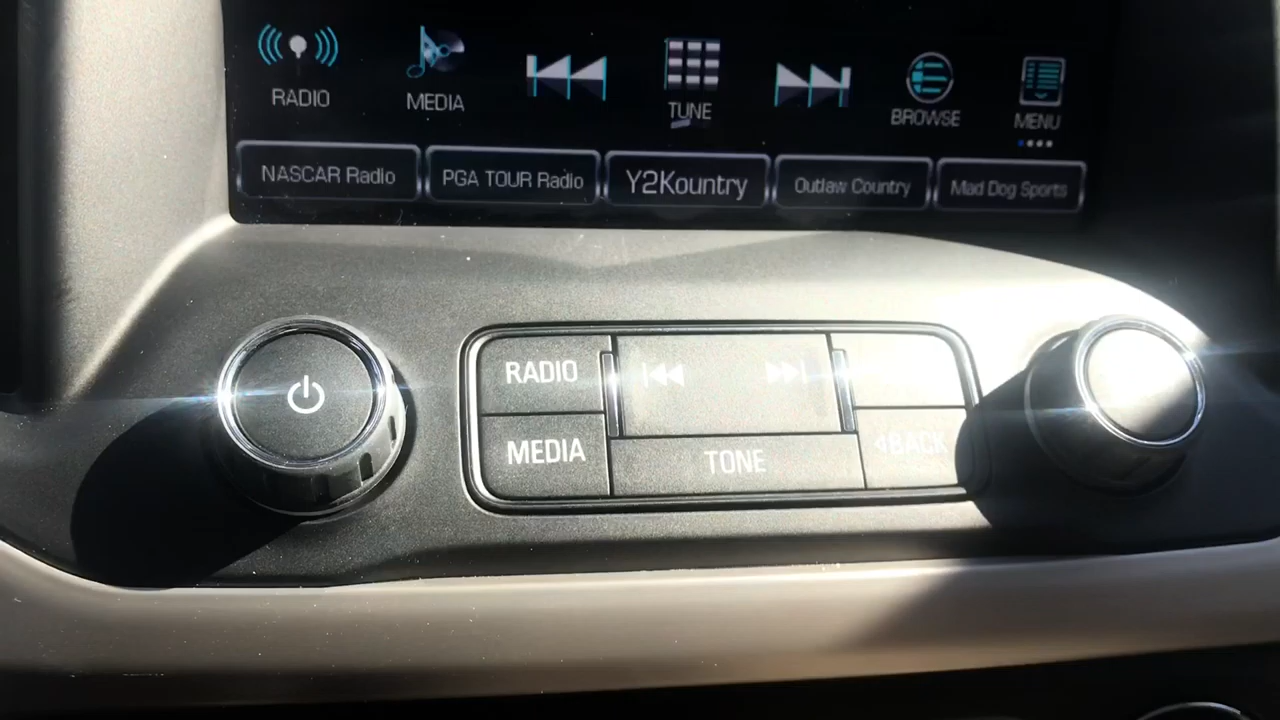 RADIO
MEDIA
TUNE
BROWSE
MENU
NASCAR Radio
PGA TOUR Radio
Y2Kountry
Outlaw Country
Mad Dog Sports
RADIO
MEDIA
TONE
BACK